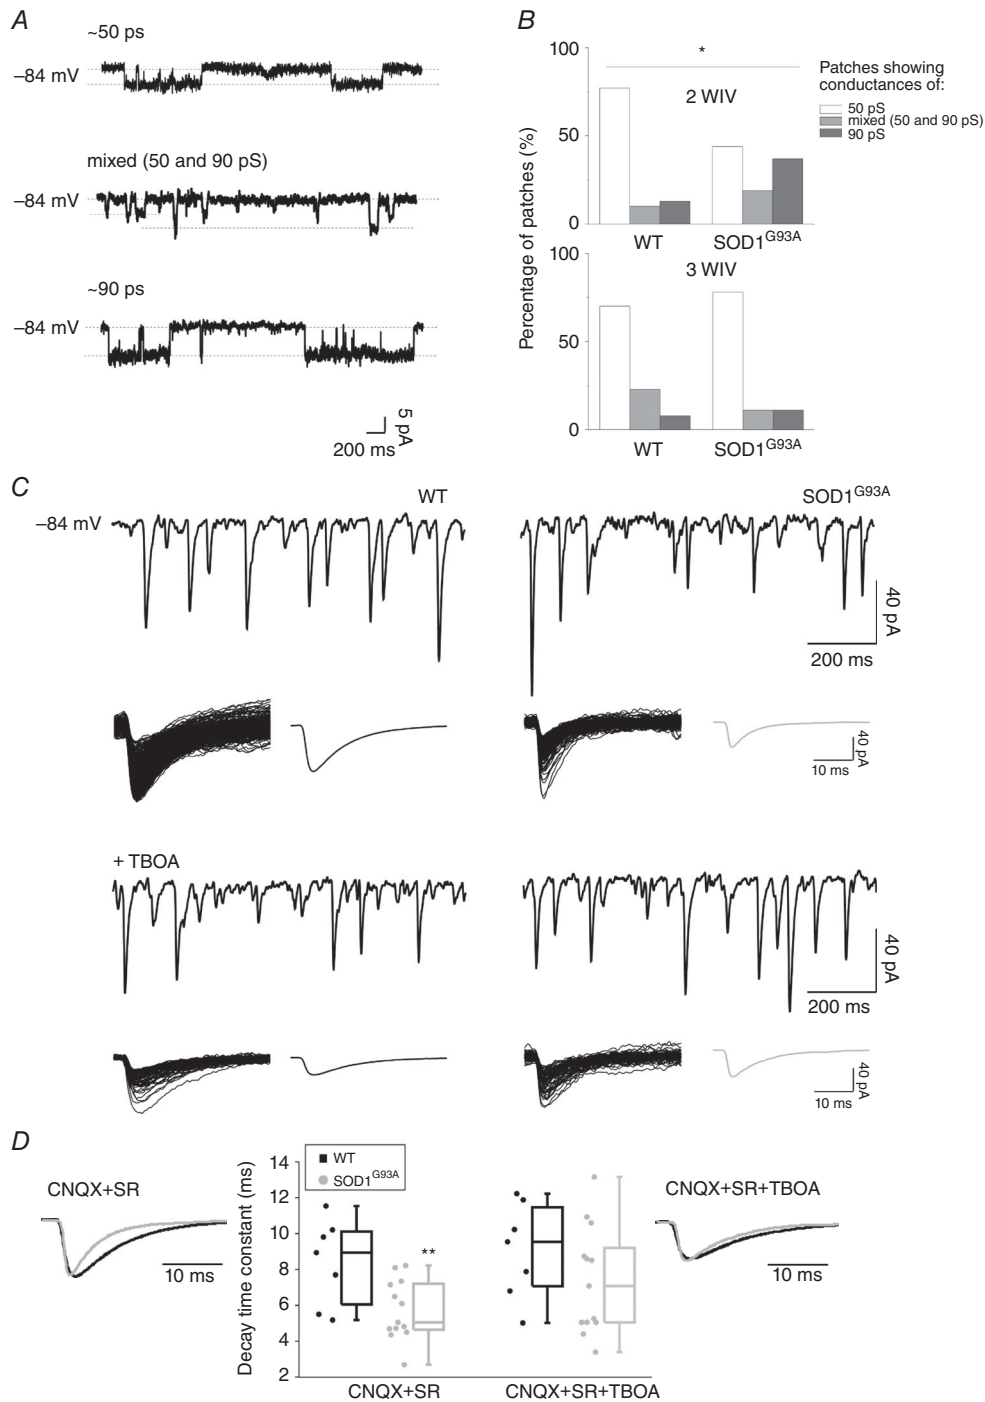 A
~50 ps
–84 mV
mixed (50 and 90 pS)
–84 mV
~90 ps
–84 mV
5 pA
200 ms
B
100
*
2 WIV
50
0
WT
SOD1G93A
100
3 WIV
50
0
WT
SOD1G93A
Percentage of patches (%)
Patches showing
conductances of:
50 pS
mixed (50 and 90 pS)
90 pS
C
WT
SOD1G93A
–84 mV
40 pA
200 ms
40 pA
10 ms
+ TBOA
40 pA
200 ms
40 pA
10 ms
D
CNQX+SR
10 ms
Decay time constant (ms)
14
12
10
8
6
4
2
WT
SOD1G93A
**
CNQX+SR
CNQX+SR+TBOA
CNQX+SR+TBOA
10 ms